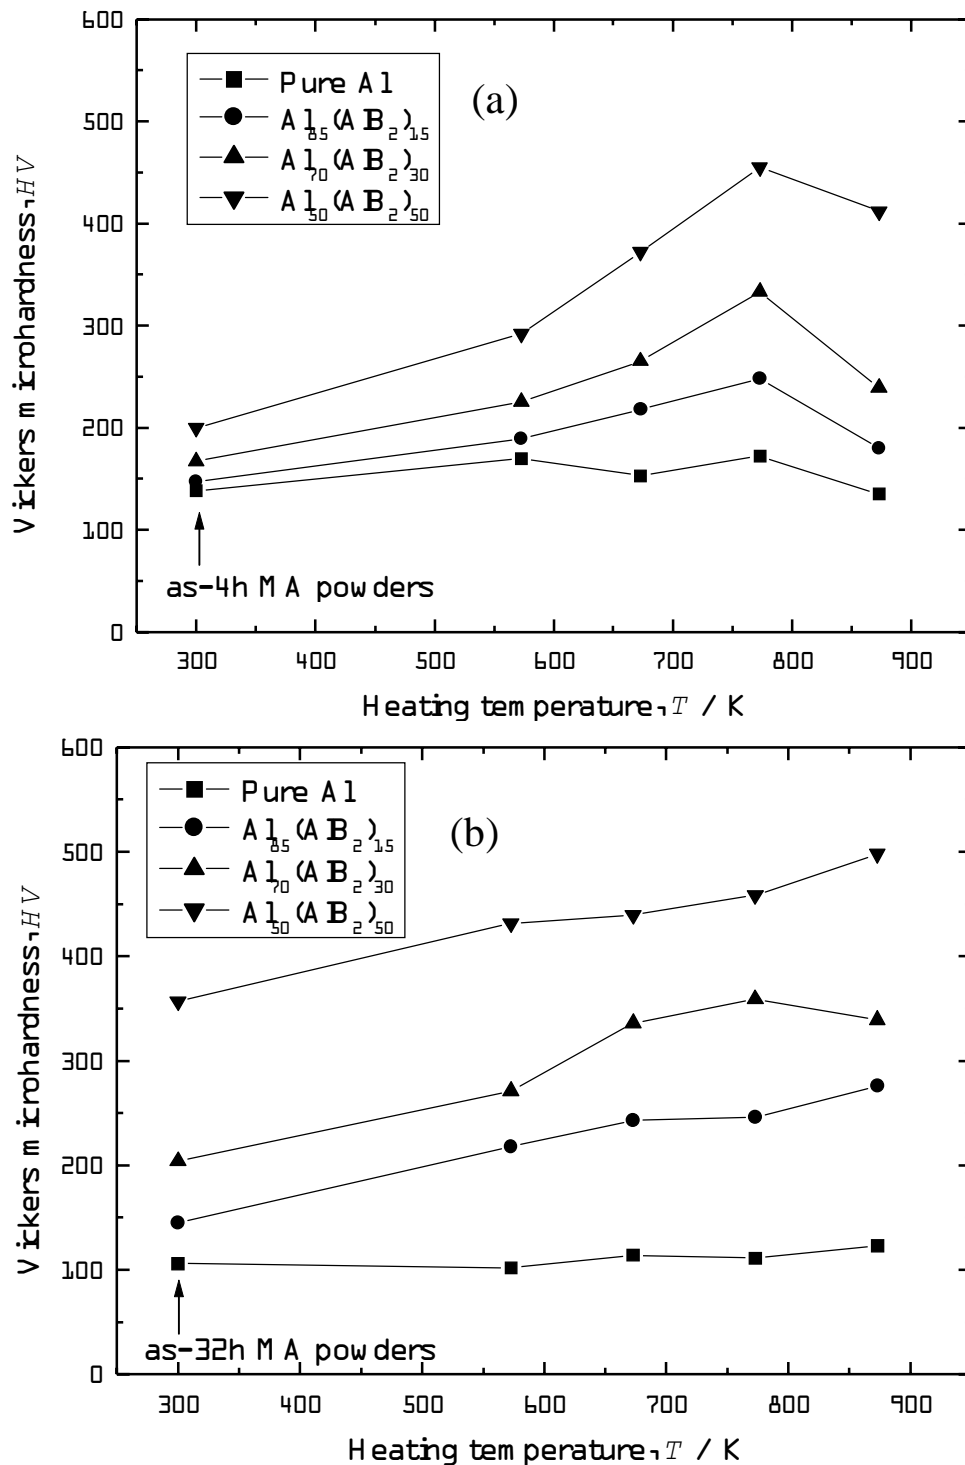 600
500
400
300
200
100
0
Vickers microhardness, HV
Pure Al
Al85(AlB2)15
Al70(AlB2)30
Al50(AlB2)50
(a)
as-4h MA powders
300 400 500 600 700 800 900
Heating temperature, T / K
600
500
400
300
200
100
0
Vickers microhardness, HV
Pure Al
Al85(AlB2)15
Al70(AlB2)30
Al50(AlB2)50
(b)
as-32h MA powders
300 400 500 600 700 800 900
Heating temperature, T / K